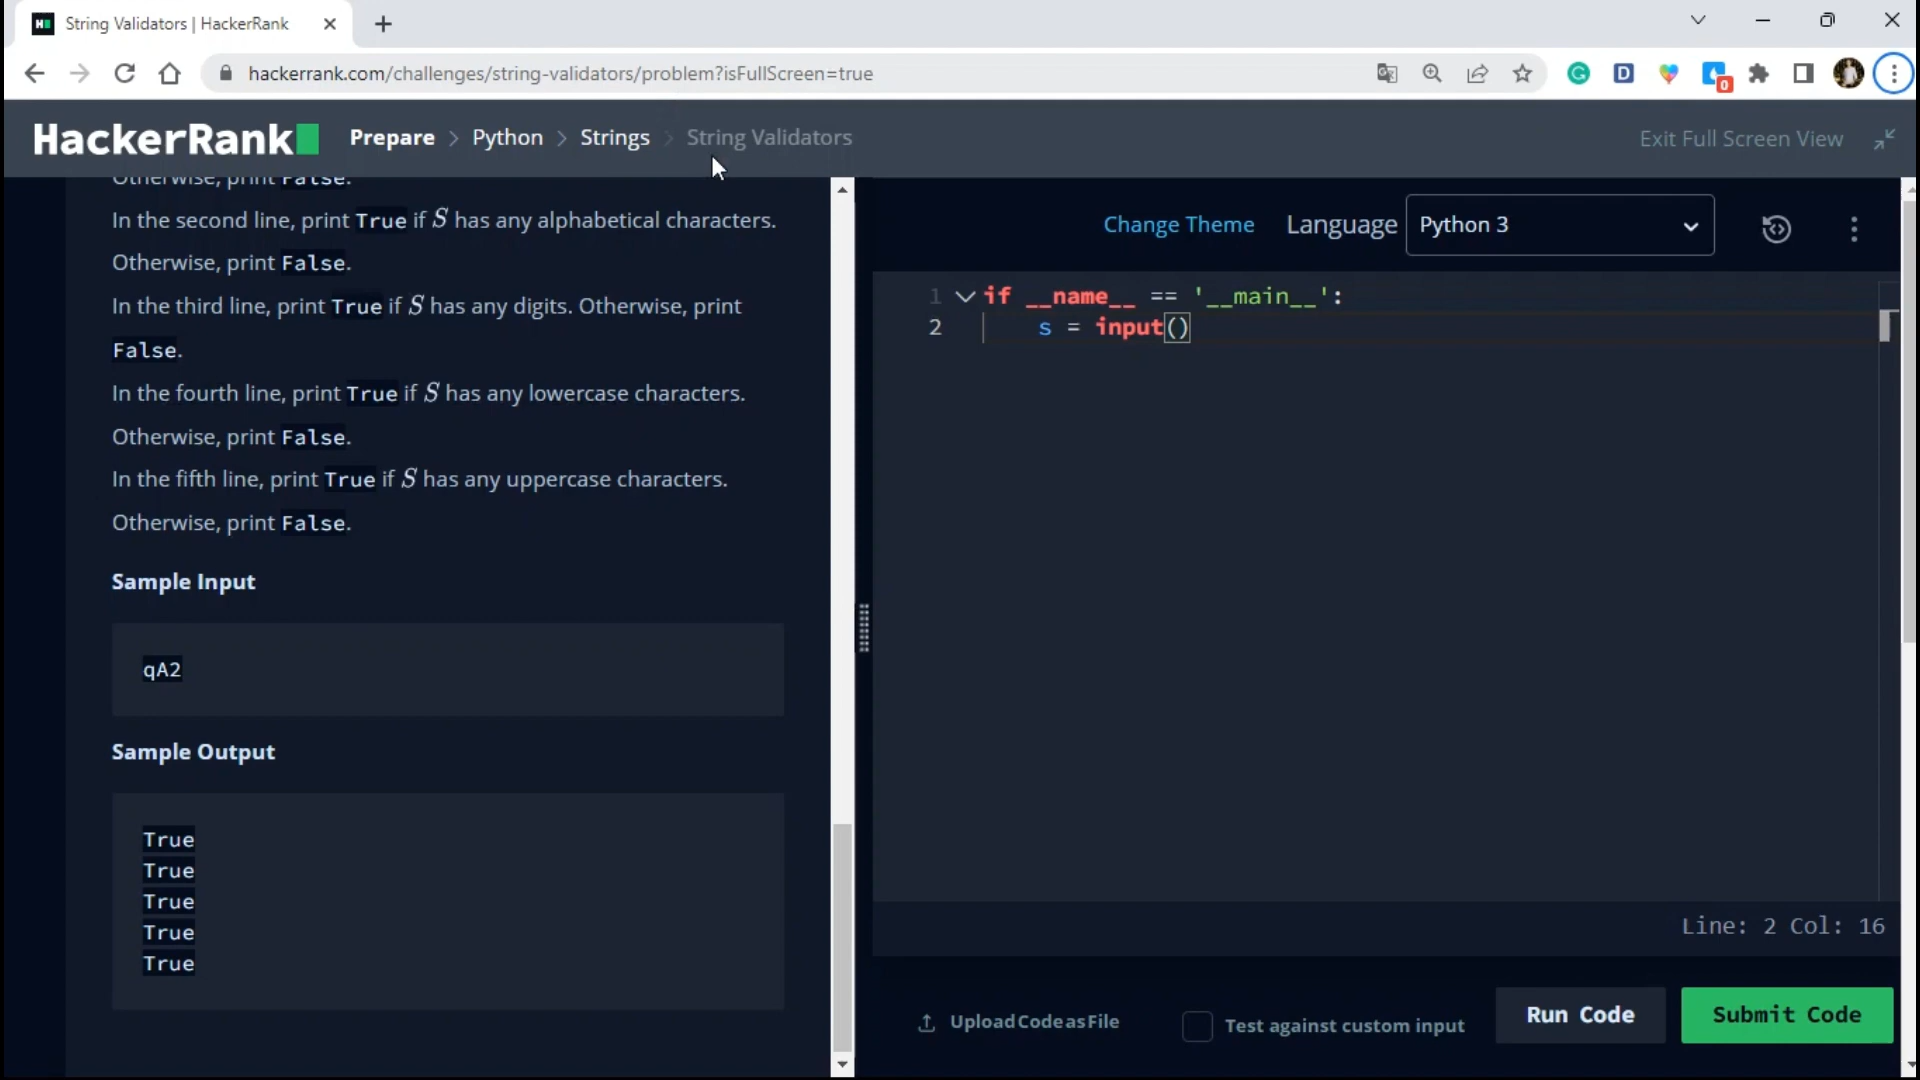 String Validators | HackerRank
hackerrank.com/challenges/string-validators/problem?isFullScreen=true
0
HackerRank
Prepare > Python > Strings > String Validators
Exit Full Screen View
Otherwise, print False.
In the second line, print True if S has any alphabetical characters.
Otherwise, print False.
In the third line, print True if S has any digits. Otherwise, print
False.
In the fourth line, print True if S has any lowercase characters.
Otherwise, print False.
In the fifth line, print True if S has any uppercase characters.
Otherwise, print False.
Sample Input
qA2
Sample Output
True
True
True
True
True
Change Theme
Language
Python 3
1 if __name__ == '__main__':
2 s = input()
Line: 2 Col: 16
Upload Code as File
Test against custom input
Run Code
Submit Code